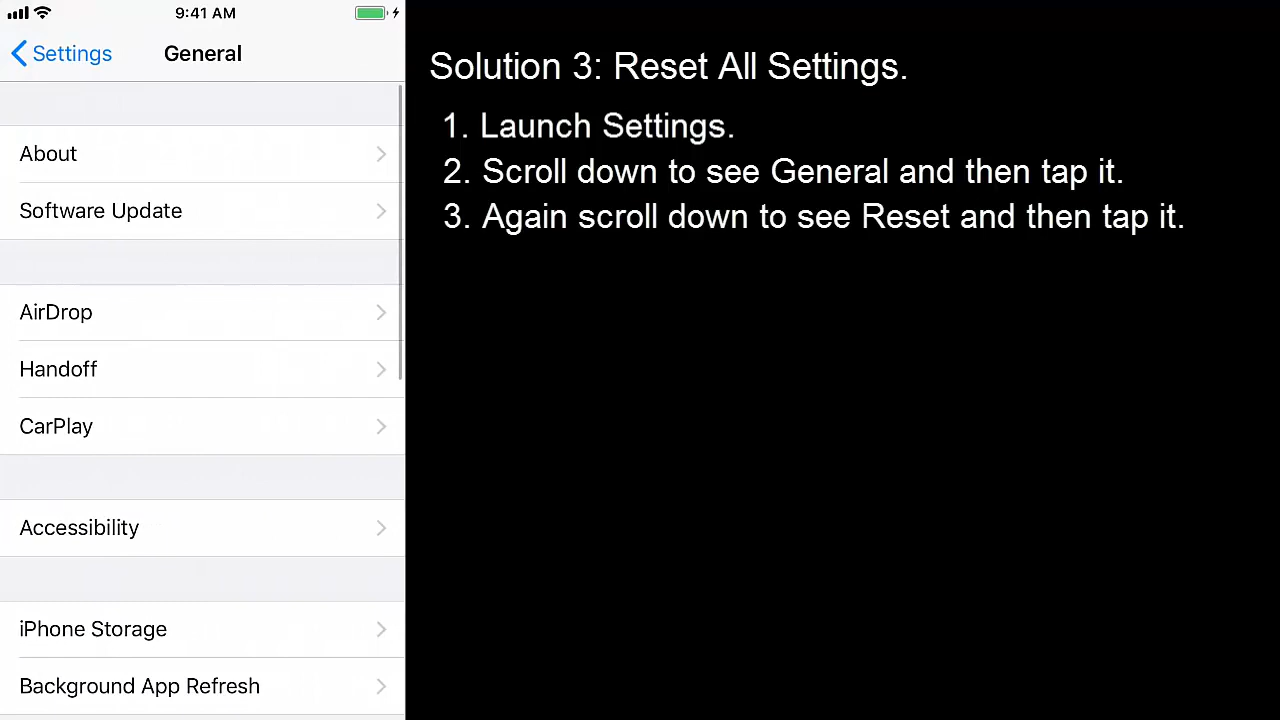 9:41 AM
Settings
General
About
Software Update
AirDrop
Handoff
CarPlay
Accessibility
iPhone Storage
Background App Refresh
Solution 3: Reset All Settings.
1. Launch Settings.
2. Scroll down to see General and then tap it.
3. Again scroll down to see Reset and then tap it.